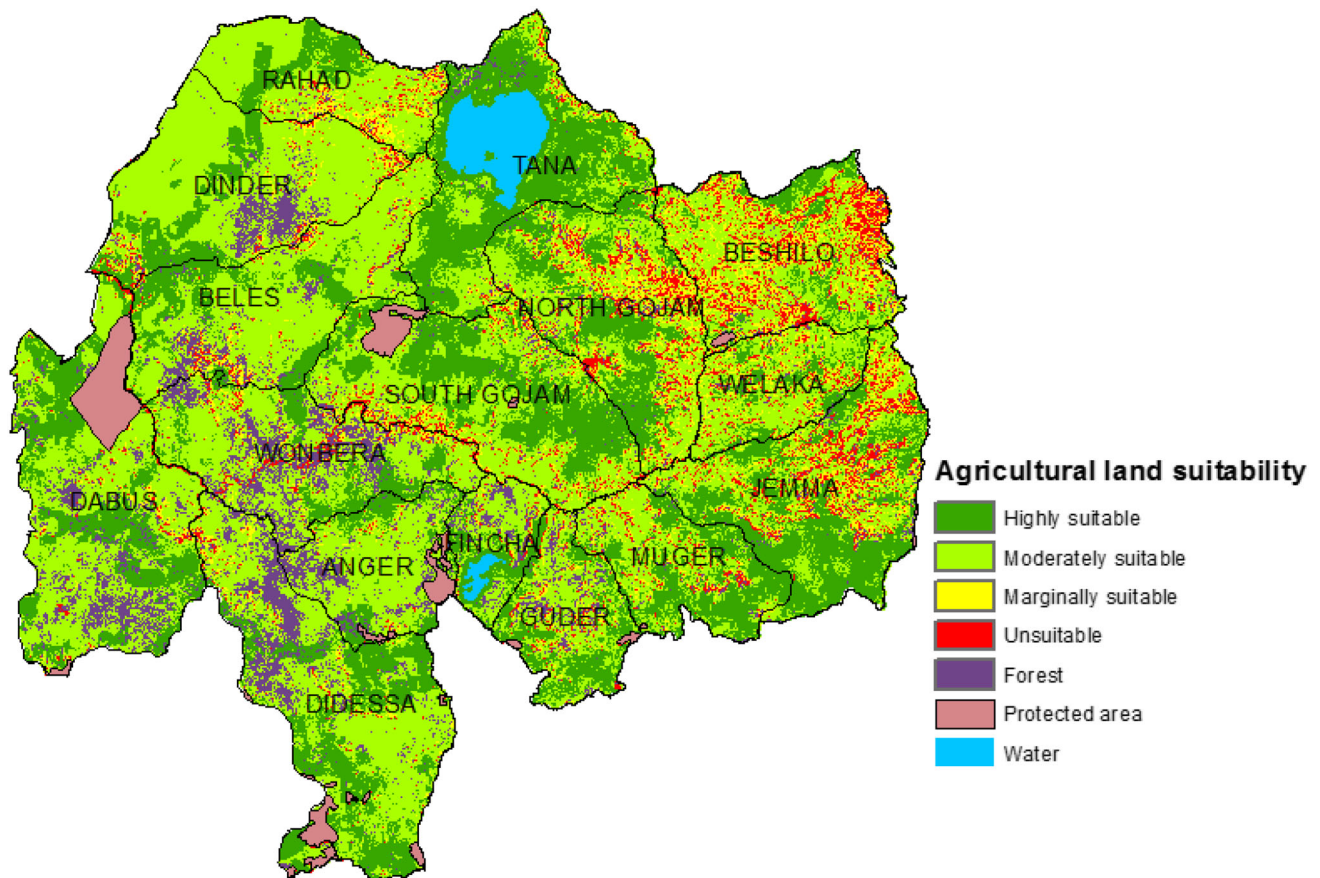 RAHAD
TANA
DINDER
BESHILO
BELES
NORTH GOJAM
WELAKA
SOUTH GOJAM
WONBERA
JEMMA
DABUS
FINCHA
MUGER
ANGER
GUDER
DIDESSA
Agricultural land suitability
Highly suitable
Moderately suitable
Marginally suitable
Unsuitable
Forest
Protected area
Water